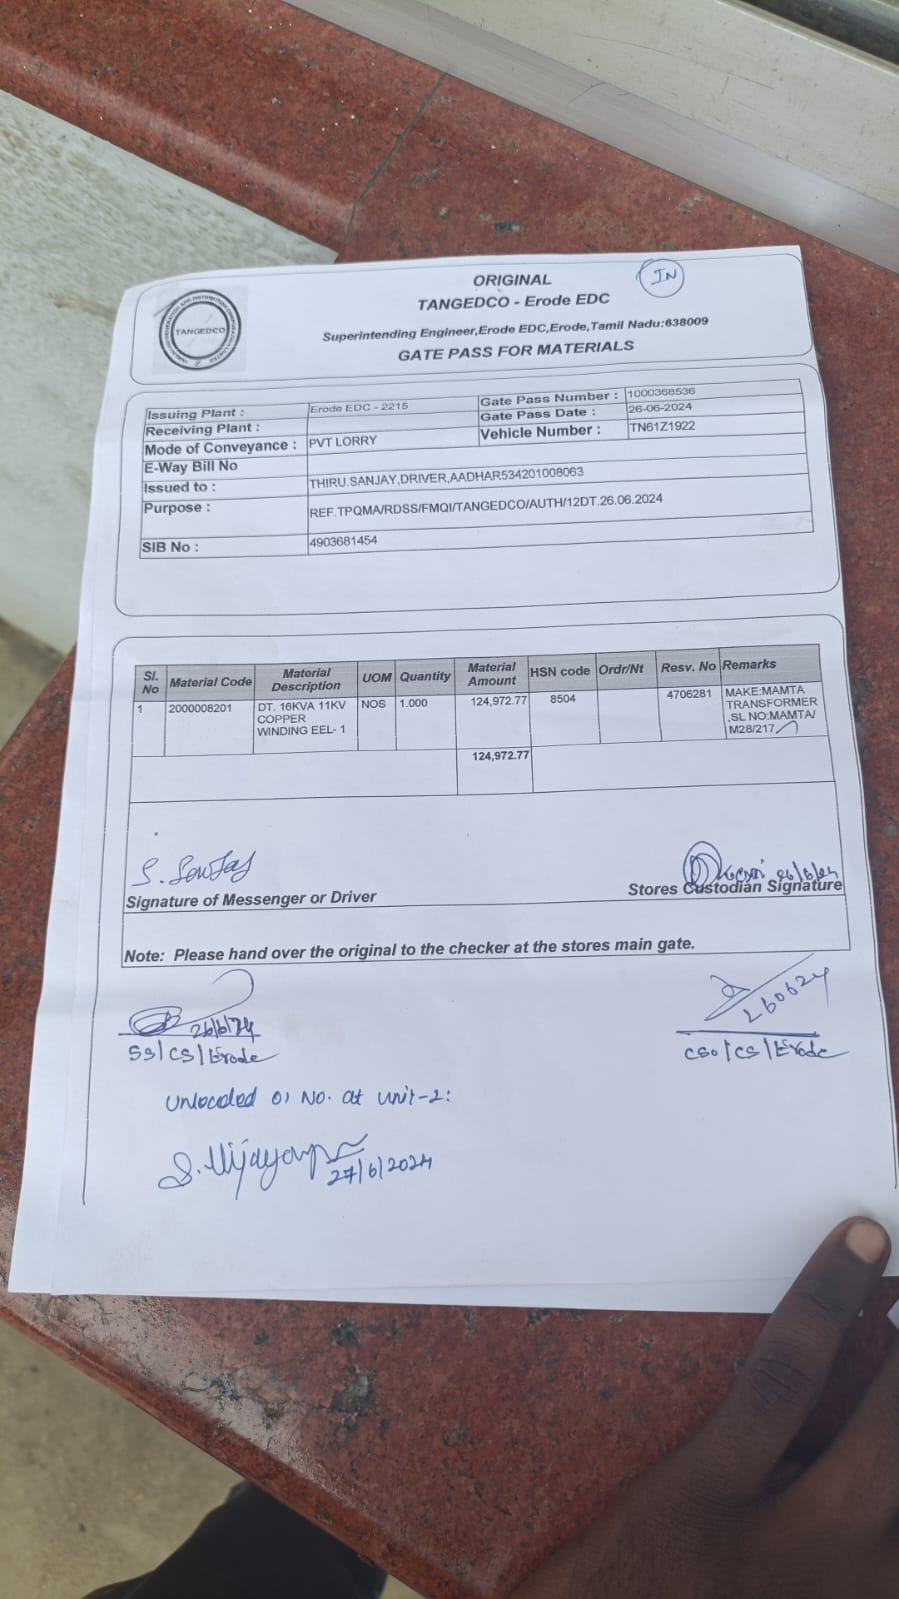 ORIGINAL
IN
TANGEDCO - Erode EDC
TANGEDCO
Superintending Engineer,Erode EDC,Erode,Tamil Nadu:638009
GATE PASS FOR MATERIALS
Issuing Plant : Erode EDC - 2215 Gate Pass Number : 1000368536
Receiving Plant : Gate Pass Date : 26-06-2024
Mode of Conveyance : PVT LORRY Vehicle Number : TN61Z1922
E-Way Bill No
Issued to : THIRU.SANJAY,DRIVER,AADHAR534201008063
Purpose : REF.TPQMA/RDSS/FMQI/TANGEDCO/AUTH/12DT.26.06.2024
SIB No : 4903681454
Sl. No Material Code Material Description UOM Quantity Material Amount HSN code Ordr/Nt Resv. No Remarks
1 2000008201 DT. 16KVA 11KV NOS 1.000 124,972.77 8504 4706281 MAKE:MAMTA
COPPER TRANSFORMER
WINDING EEL- 1 ,SL NO:MAMTA/
M28/217
124,972.77
S. Sanjay
26/6/24
Signature of Messenger or Driver Stores Custodian Signature
Note: Please hand over the original to the checker at the stores main gate.
26/6/24 260624
SS/CS/Erode CSO/CS/Erode
Unloaded 01 No. at unit-2:
S. Vijayan
27/6/2024